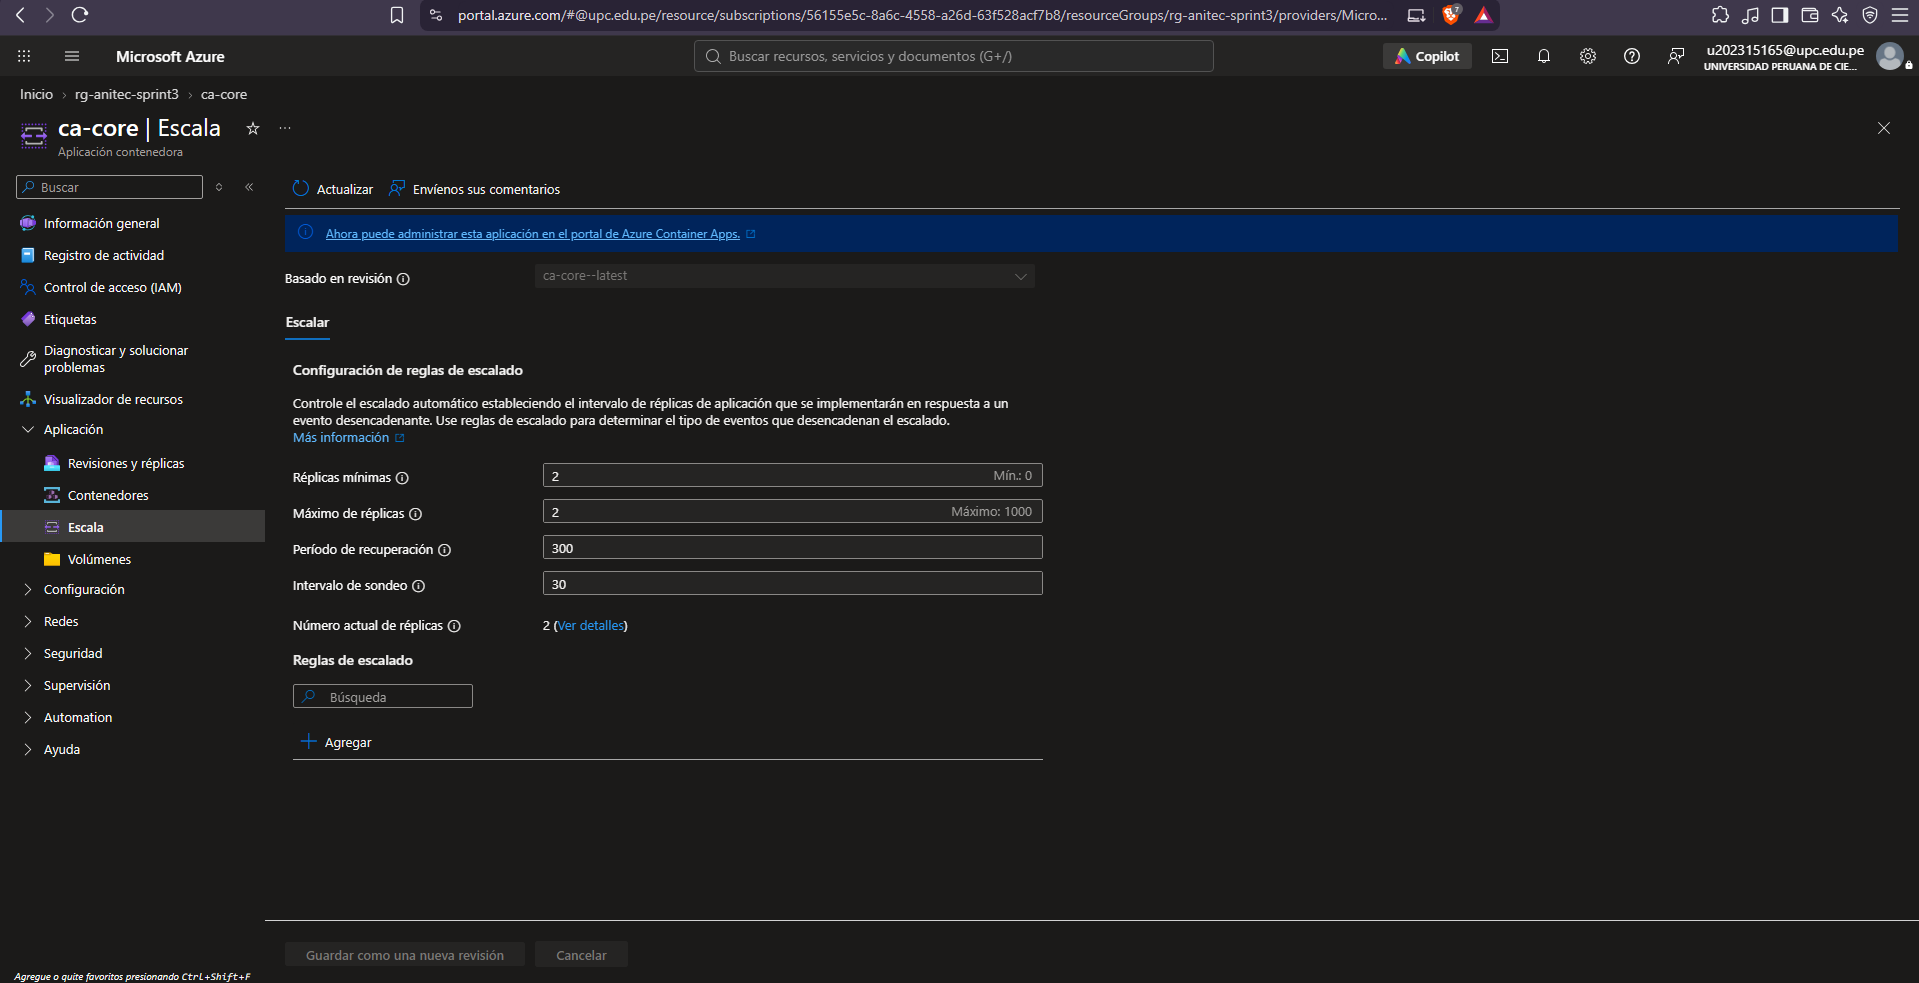 portal.azure.com/#@upc.edu.pe/resource/subscriptions/56155e5c-8a6c-4558-a26d-63f528acf7b8/resourceGroups/rg-anitec-sprint3/providers/Micro...
7
Microsoft Azure
Buscar recursos, servicios y documentos (G+/)
Copilot
u202315165@upc.edu.pe
UNIVERSIDAD PERUANA DE CIE...
Inicio
rg-anitec-sprint3
ca-core
ca-core | Escala
Aplicación contenedora
Buscar
Actualizar
Envíenos sus comentarios
Información general
Registro de actividad
Control de acceso (IAM)
Etiquetas
Diagnosticar y solucionar
problemas
Visualizador de recursos
Aplicación
Revisiones y réplicas
Contenedores
Escala
Volúmenes
Configuración
Redes
Seguridad
Supervisión
Automation
Ayuda
Ahora puede administrar esta aplicación en el portal de Azure Container Apps.
Basado en revisión
ca-core--latest
Escalar
Configuración de reglas de escalado
Controle el escalado automático estableciendo el intervalo de réplicas de aplicación que se implementarán en respuesta a un
evento desencadenante. Use reglas de escalado para determinar el tipo de eventos que desencadenan el escalado.
Más información
Réplicas mínimas
2
Mín.: 0
Máximo de réplicas
2
Máximo: 1000
Período de recuperación
300
Intervalo de sondeo
30
Número actual de réplicas
2 (Ver detalles)
Reglas de escalado
Búsqueda
Agregar
Guardar como una nueva revisión
Cancelar
Agregue o quite favoritos presionando Ctrl+Shift+F